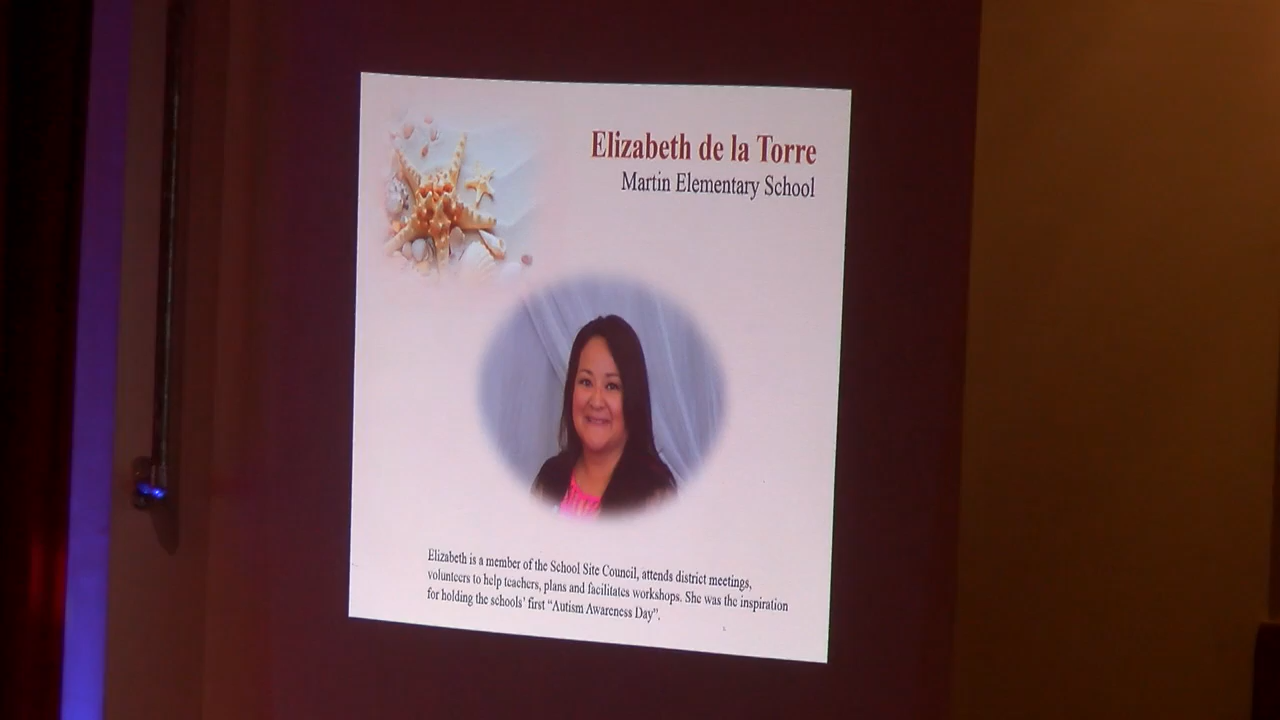 Elizabeth de la Torre
Martin Elementary School
Elizabeth is a member of the School Site Council, attends district meetings,
volunteers to help teachers, plans and facilitates workshops. She was the inspiration
for holding the schools' first “Autism Awareness Day”.